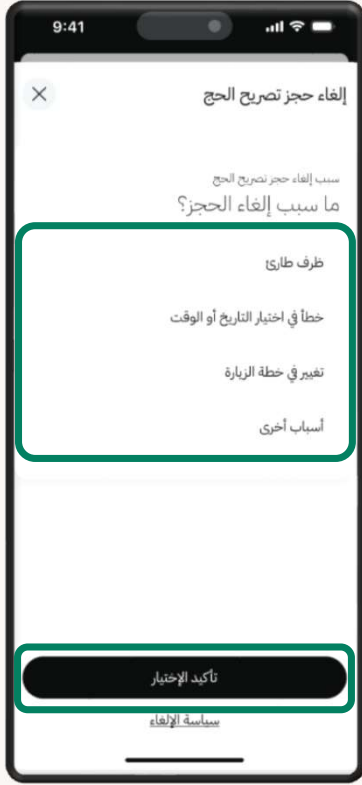 9:41
إلغاء حجز تصريح الحج
سبب إلغاء حجز تصريح الحج
ما سبب إلغاء الحجز؟
ظرف طارئ
خطأ في اختيار التاريخ أو الوقت
تغيير في خطة الزيارة
أسباب أخرى
تأكيد الإختيار
سياسة الإلغاء